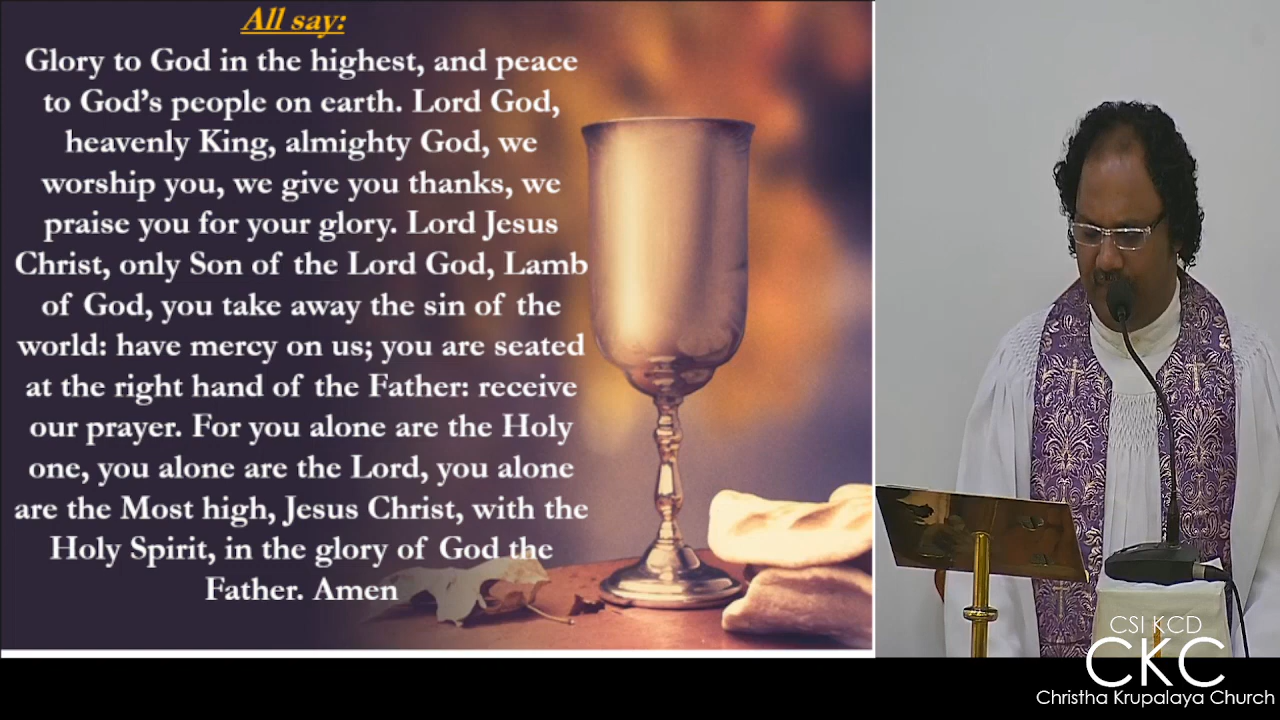 All say:
Glory to God in the highest, and peace
to God's people on earth. Lord God,
heavenly King, almighty God, we
worship you, we give you thanks, we
praise you for your glory. Lord Jesus
Christ, only Son of the Lord God, Lamb
of God, you take away the sin of the
world: have mercy on us; you are seated
at the right hand of the Father: receive
our prayer. For you alone are the Holy
one, you alone are the Lord, you alone
are the Most high, Jesus Christ, with the
Holy Spirit, in the glory of God the
Father. Amen
CSI KCD
CKC
Christha Krupalaya Church